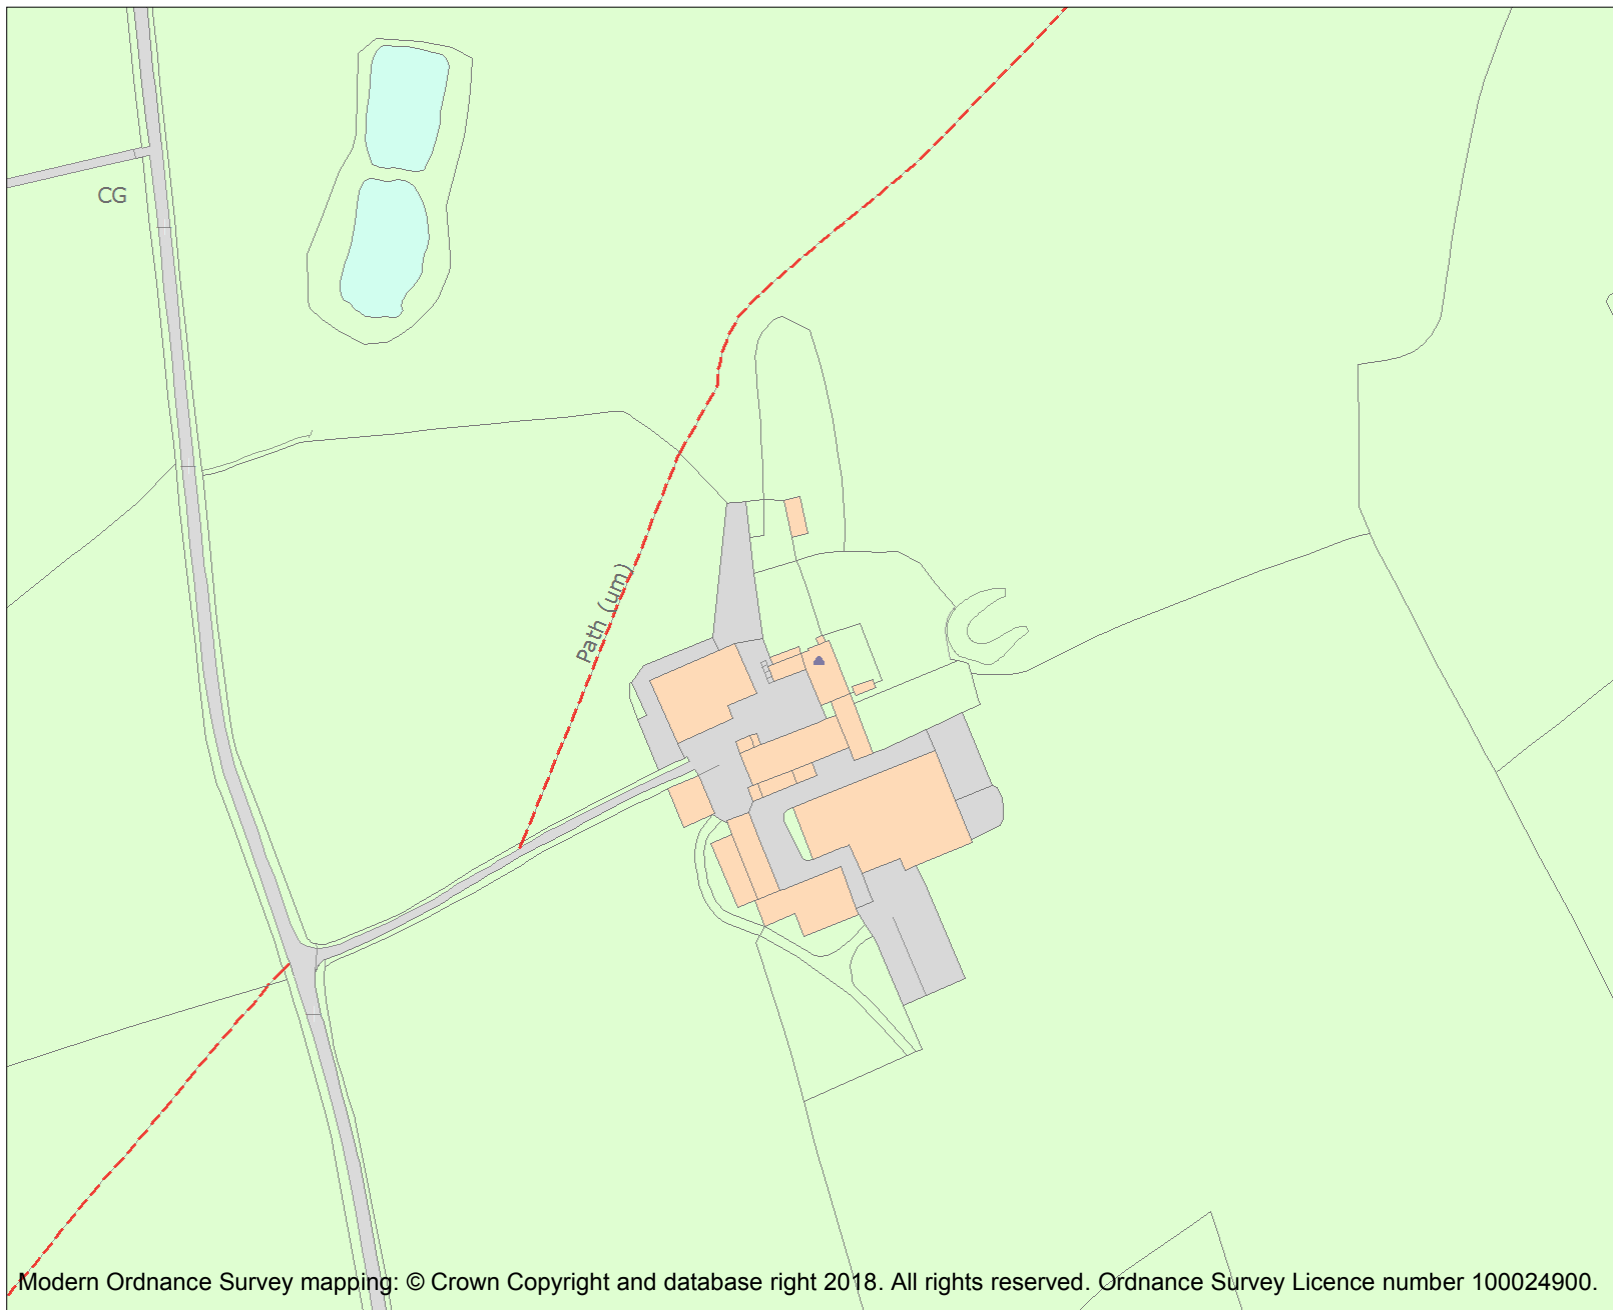 CG
Path (um)
Modern Ordnance Survey mapping: © Crown Copyright and database right 2018. All rights reserved. Ordnance Survey Licence number 100024900.